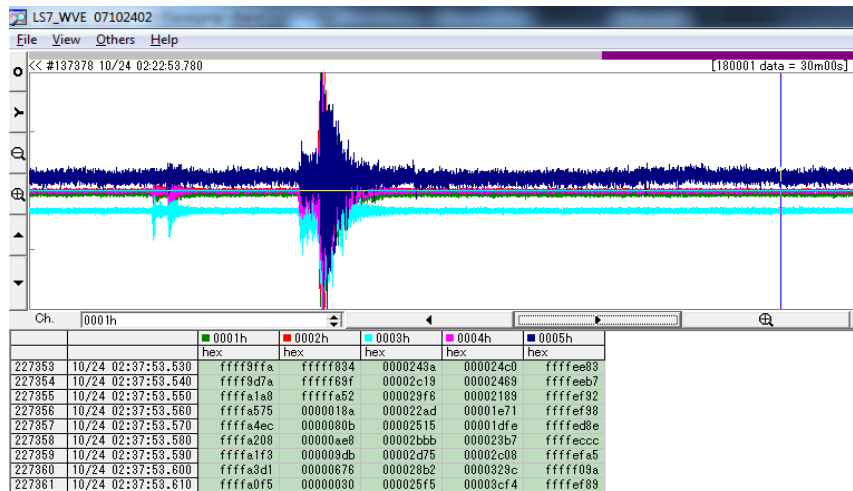 LS7_WVE 07102402
File View Others Help
<< #137378 10/24 02:22:53.780 [180001 data = 30m00s]
Ch. 0001h
0001h 0002h 0003h 0004h 0005h
hex hex hex hex hex
227353 10/24 02:37:53.530 ffff9ffa fffff834 0000243a 000024c0 ffffee83
227354 10/24 02:37:53.540 ffff9d7a fffff69f 00002c19 00002469 ffffeeb7
227355 10/24 02:37:53.550 ffffa1a8 fffffa52 000029f6 00002189 ffffef92
227356 10/24 02:37:53.560 ffffa575 0000018a 000022ad 00001e71 ffffef98
227357 10/24 02:37:53.570 ffffa4ec 0000080b 00002515 00001dfe ffffed8e
227358 10/24 02:37:53.580 ffffa208 00000ae8 00002bbb 000023b7 ffffeccc
227359 10/24 02:37:53.590 ffffa1f3 000009db 00002d75 00002c08 ffffefa5
227360 10/24 02:37:53.600 ffffa3d1 00000676 000028b2 0000329c fffff09a
227361 10/24 02:37:53.610 ffffa0f5 00000030 000025f5 00003cf4 ffffef89